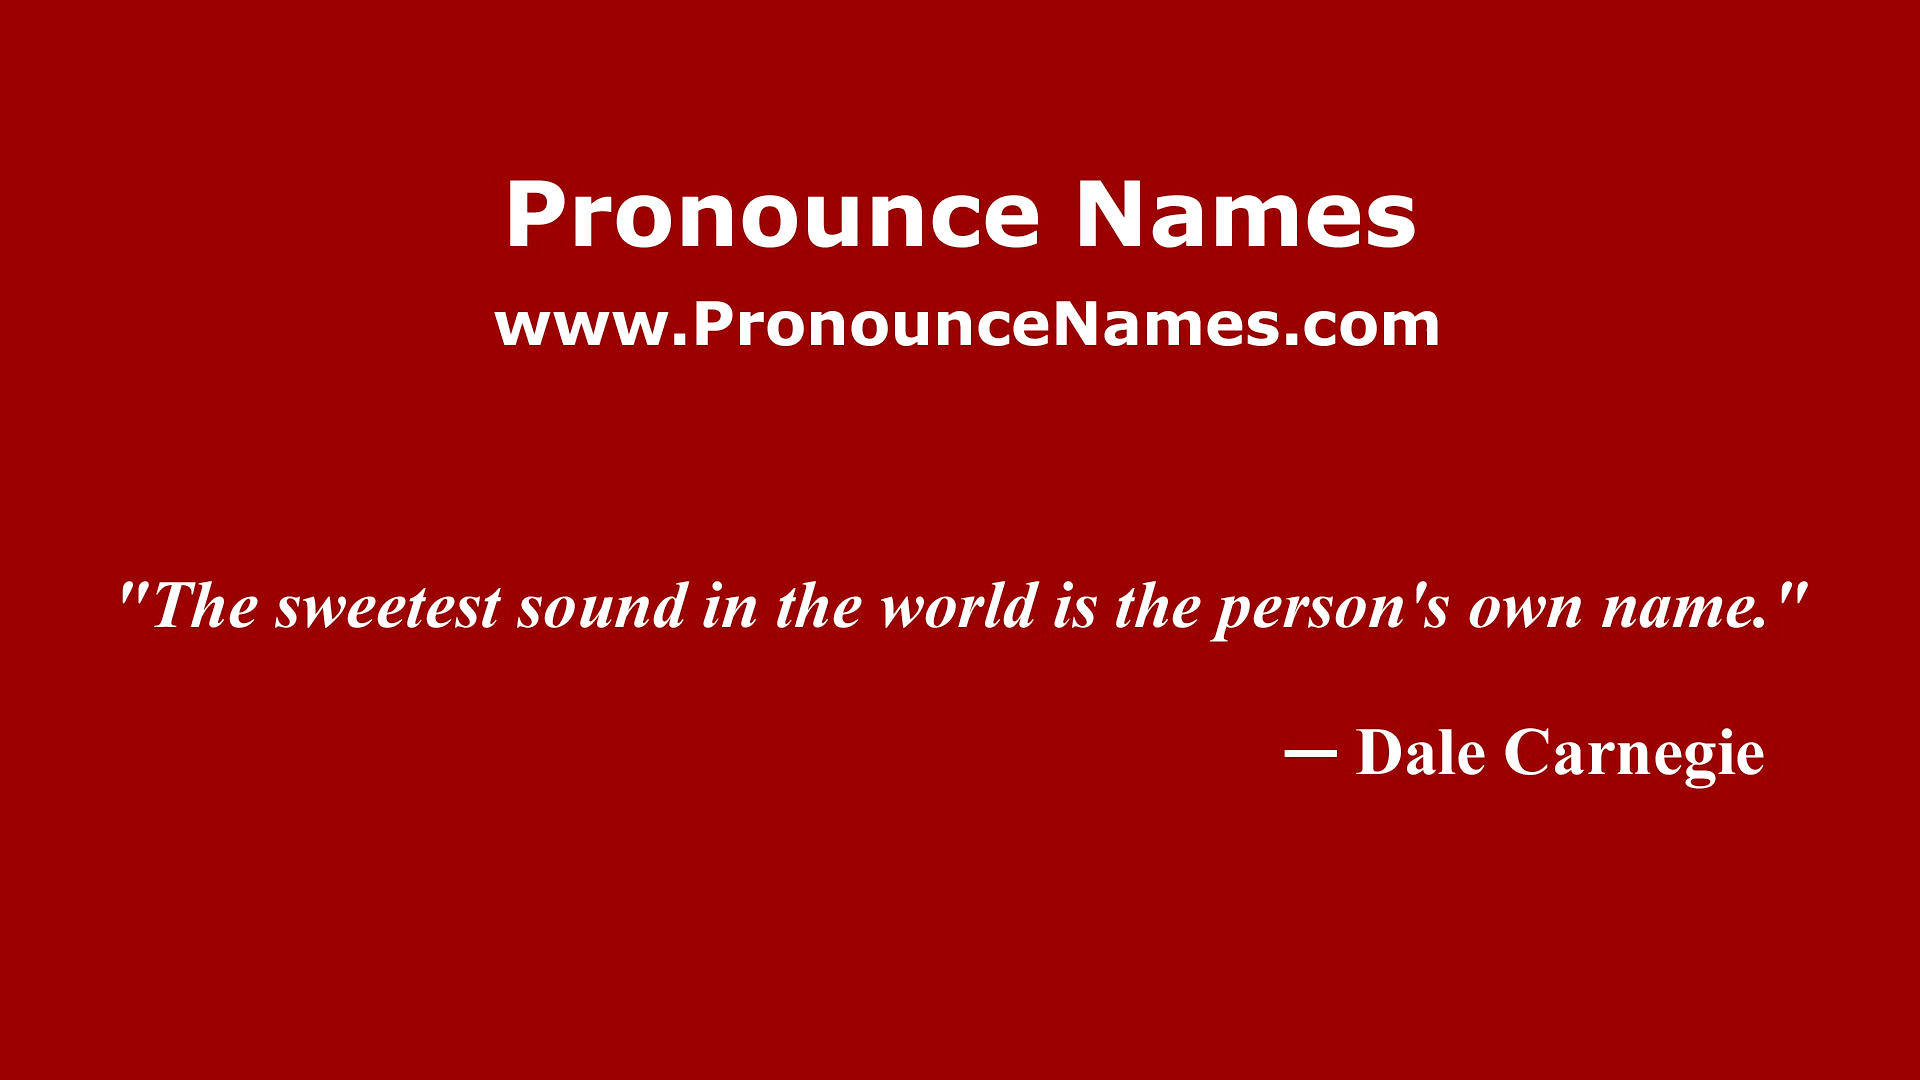 Pronounce Names
www.PronounceNames.com
"The sweetest sound in the world is the person's own name."
— Dale Carnegie